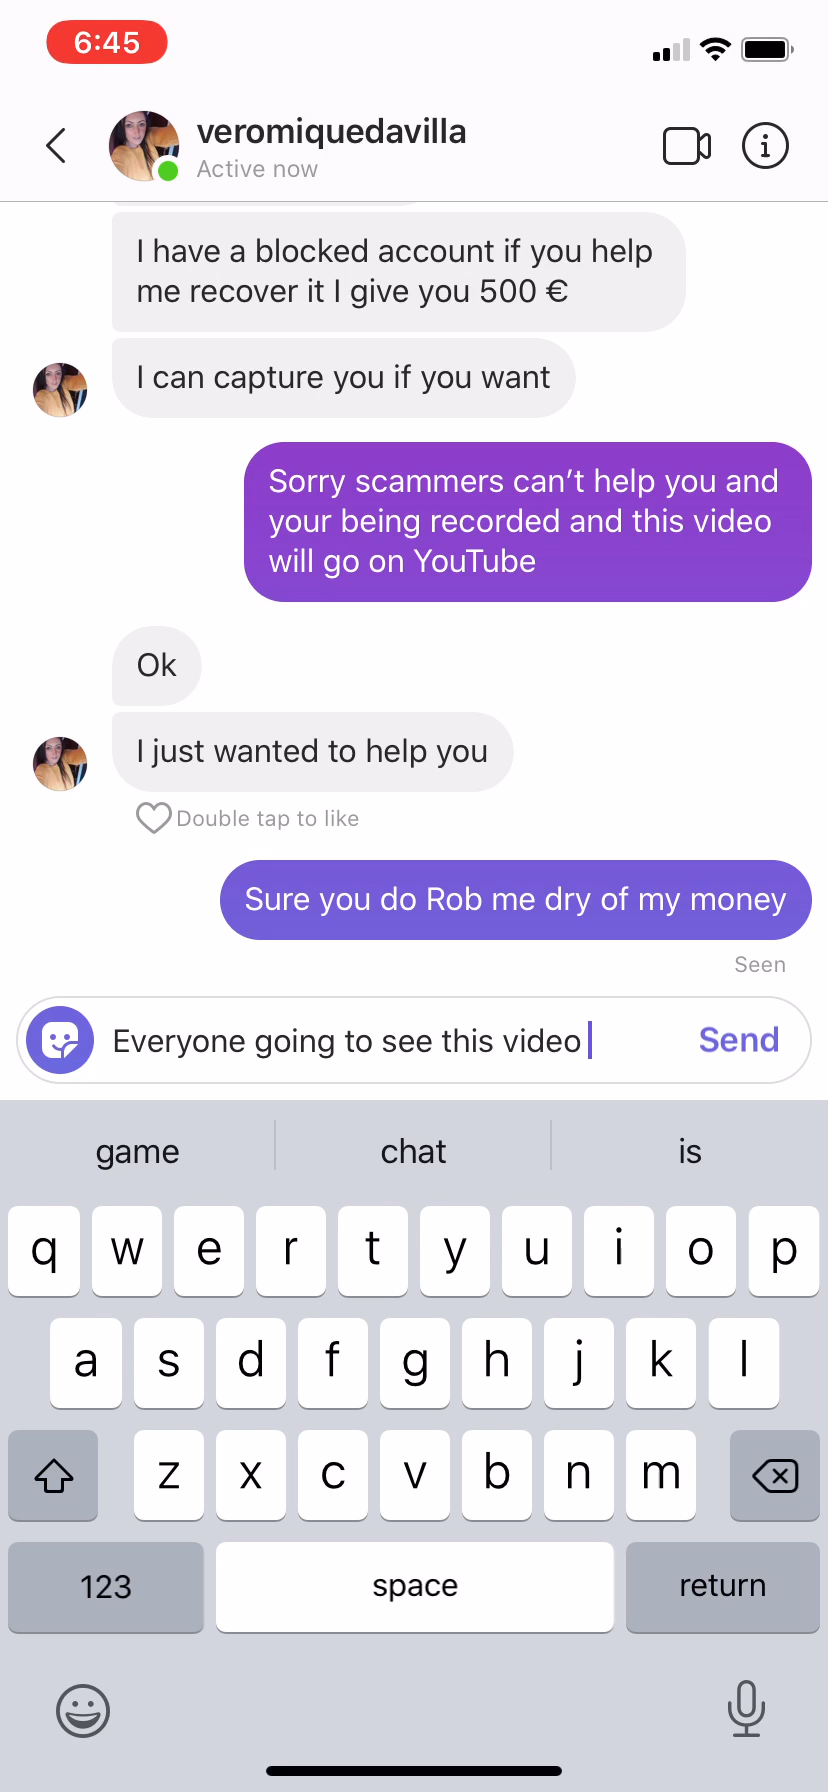 6:45
veromiquedavilla
Active now
I have a blocked account if you help
me recover it I give you 500 €
I can capture you if you want
Sorry scammers can’t help you and
your being recorded and this video
will go on YouTube
Ok
I just wanted to help you
Double tap to like
Sure you do Rob me dry of my money
Seen
Everyone going to see this video
Send
game chat is
q w e r t y u i o p
a s d f g h j k l
z x c v b n m
123 space return